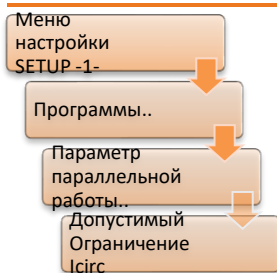 Меню
настройки
SETUP -1-
Программы..
Параметр
параллельной
работы..
Допустимый
Ограничение
Icirc